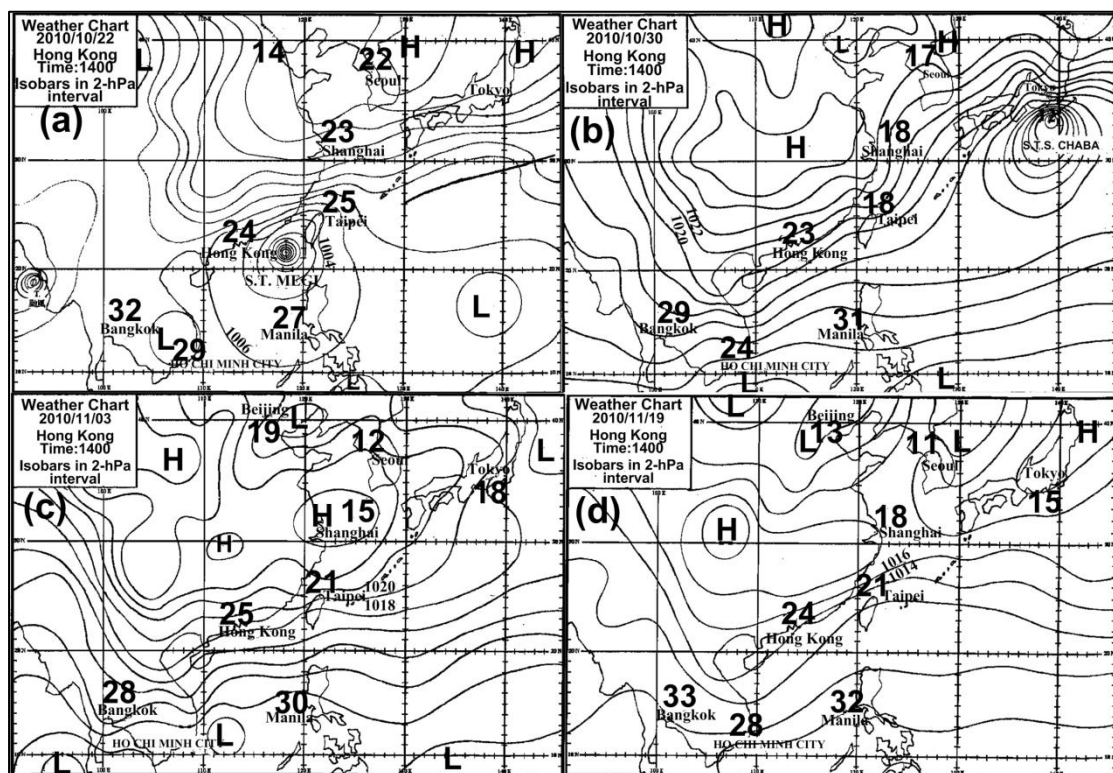 Weather Chart
2010/10/22
Hong Kong
Time:1400
Isobars in 2-hPa
interval
(a)
L
14
22
Seoul
H
H
Tokyo
23
Shanghai
25
Taipei
24
Hong Kong
1004
S.T. MEGI
32
Bangkok
L
29
HO CHI MINH CITY
1006
27
Manila
L
L
Weather Chart
2010/10/30
Hong Kong
Time:1400
Isobars in 2-hPa
interval
(b)
H
L
17
H
Seoul
Tokyo
S.T.S. CHABA
H
18
Shanghai
18
Taipei
1022
1020
23
Hong Kong
29
Bangkok
24
HO CHI MINH CITY
31
Manila
L
L
Weather Chart
2010/11/03
Hong Kong
Time:1400
Isobars in 2-hPa
interval
(c)
Beijing
L
19
12
Seoul
H
Tokyo
18
L
H
15
Shanghai
H
21
Taipei
1020
1018
25
Hong Kong
28
Bangkok
30
Manila
HO CHI MINH CITY
L
L
L
Weather Chart
2010/11/19
Hong Kong
Time:1400
Isobars in 2-hPa
interval
(d)
L
Beijing
L
13
11
L
Seoul
H
Tokyo
15
H
18
Shanghai
1016
1014
21
Taipei
24
Hong Kong
33
Bangkok
28
HO CHI MINH CITY
32
Manila